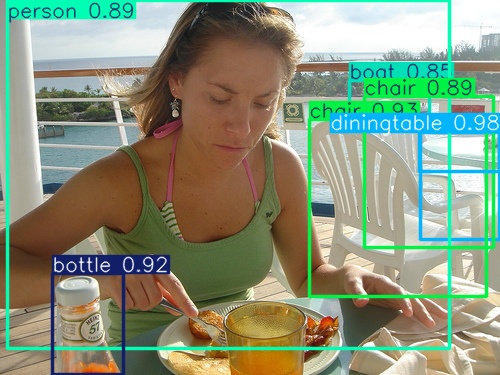 person 0.89
boat 0.85
chair 0.89
chair 0.93
diningtable 0.98
bottle 0.92
HEINZ
57